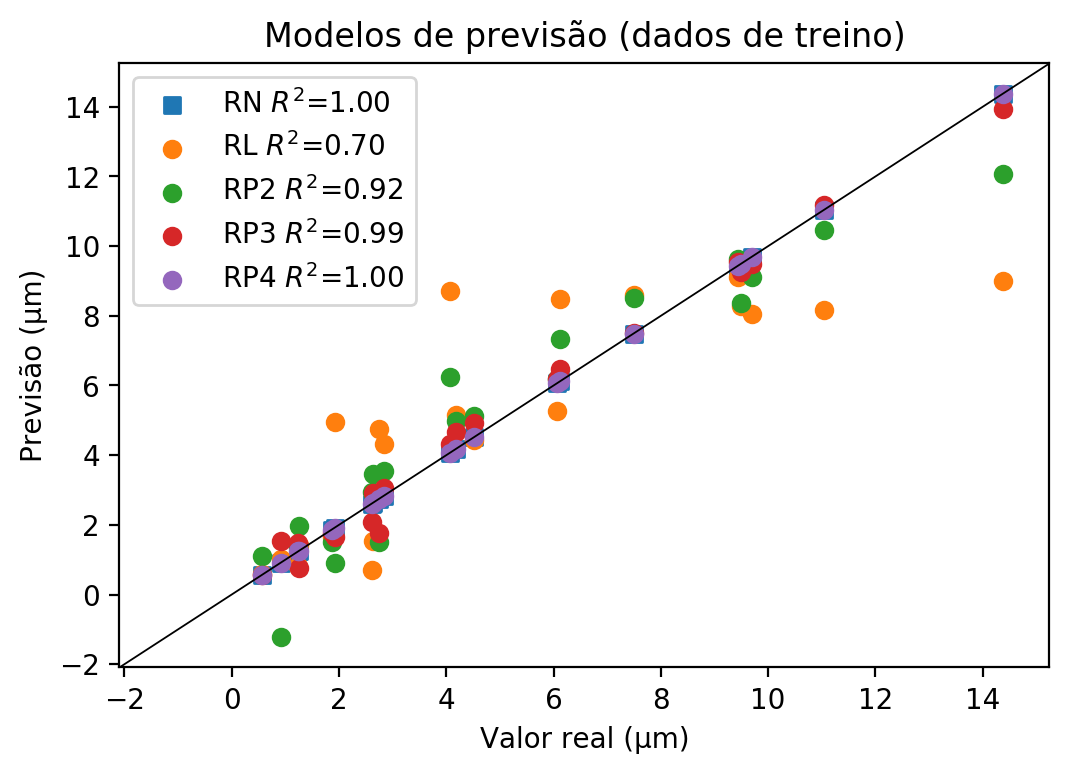 Modelos de previsão (dados de treino)
RN R²=1.00
RL R²=0.70
RP2 R²=0.92
RP3 R²=0.99
RP4 R²=1.00
14
12
10
8
6
4
2
0
−2
Previsão (µm)
−2 0 2 4 6 8 10 12 14
Valor real (µm)